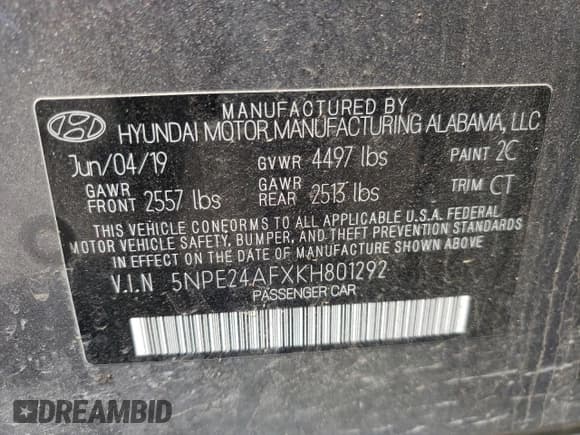 MANUFACTURED BY
HYUNDAI MOTOR MANUFACTURING ALABAMA, LLC
Jun/04/19 GVWR 4497 lbs PAINT 2C
GAWR FRONT 2557 lbs GAWR REAR 2513 lbs TRIM CT
THIS VEHICLE CONFORMS TO ALL APPLICABLE U.S.A. FEDERAL
MOTOR VEHICLE SAFETY, BUMPER, AND THEFT PREVENTION STANDARDS
IN EFFECT ON THE DATE OF MANUFACTURE SHOWN ABOVE.
V.I.N 5NPE24AFXKH801292
PASSENGER CAR
DREAMBID